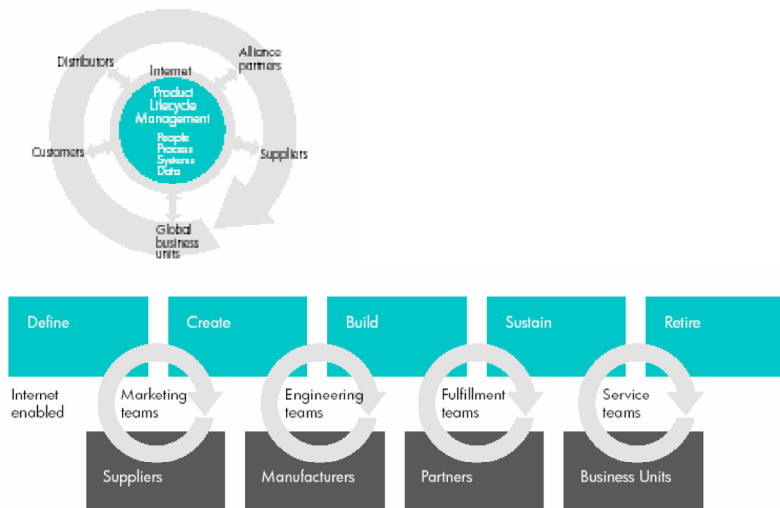 Alliance
partners
Distributors
Internet
Product
Lifecycle
Management
People
Process
Systems
Data
Customers
Suppliers
Global
business
units
Define
Create
Build
Sustain
Retire
Internet
enabled
Marketing
teams
Engineering
teams
Fulfillment
teams
Service
teams
Suppliers
Manufacturers
Partners
Business Units